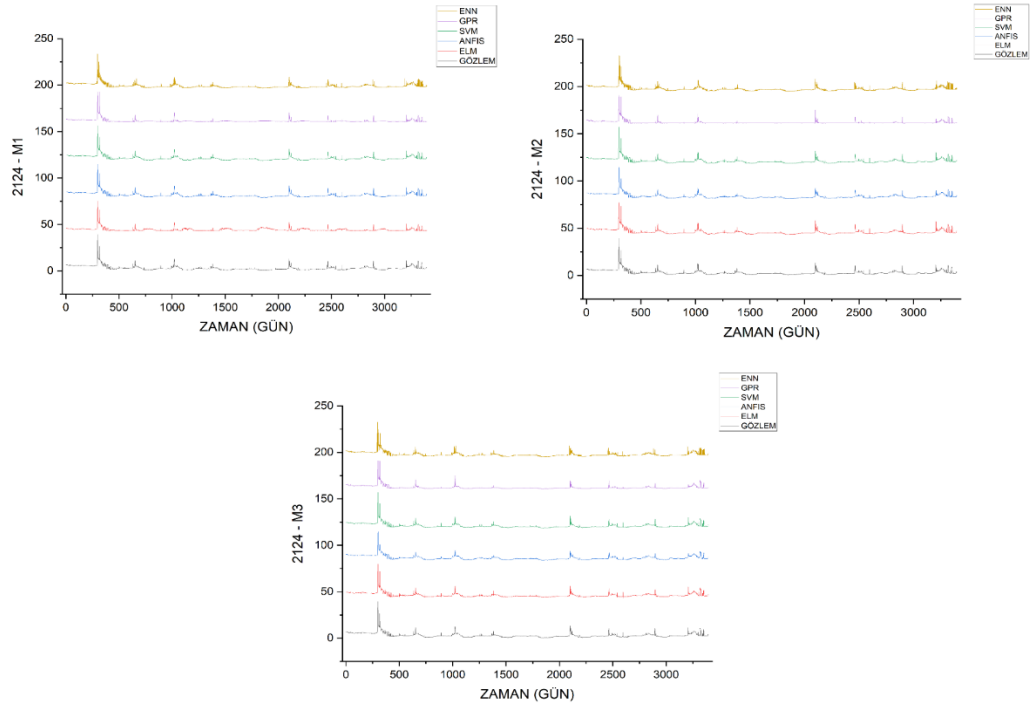 ENN
GPR
SVM
ANFIS
ELM
GÖZLEM
250
200
150
100
50
0
2124 - M1
0 500 1000 1500 2000 2500 3000
ZAMAN (GÜN)
ENN
GPR
SVM
ANFIS
ELM
GÖZLEM
250
200
150
100
50
0
2124 - M2
0 500 1000 1500 2000 2500 3000
ZAMAN (GÜN)
ENN
GPR
SVM
ANFIS
ELM
GÖZLEM
250
200
150
100
50
0
2124 - M3
0 500 1000 1500 2000 2500 3000
ZAMAN (GÜN)